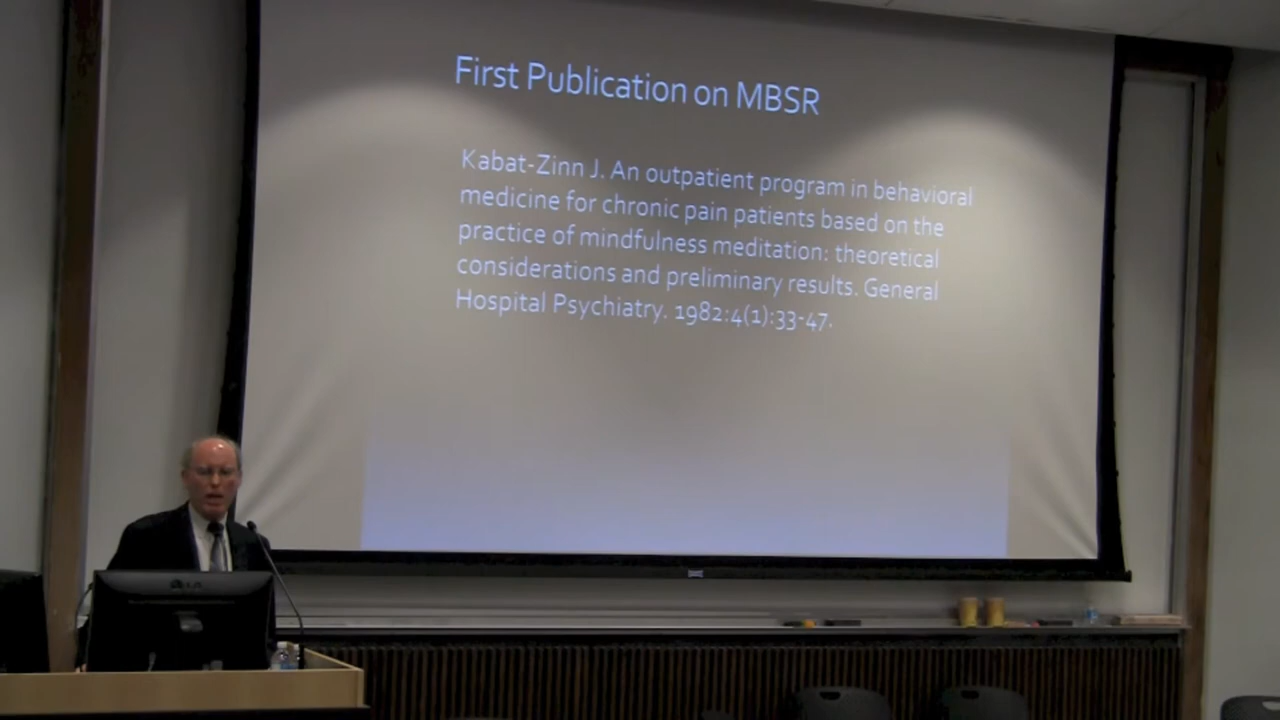 First Publication on MBSR
Kabat-Zinn J. An outpatient program in behavioral
medicine for chronic pain patients based on the
practice of mindfulness meditation: theoretical
considerations and preliminary results. General
Hospital Psychiatry. 1982:4(1):33-47.
LG